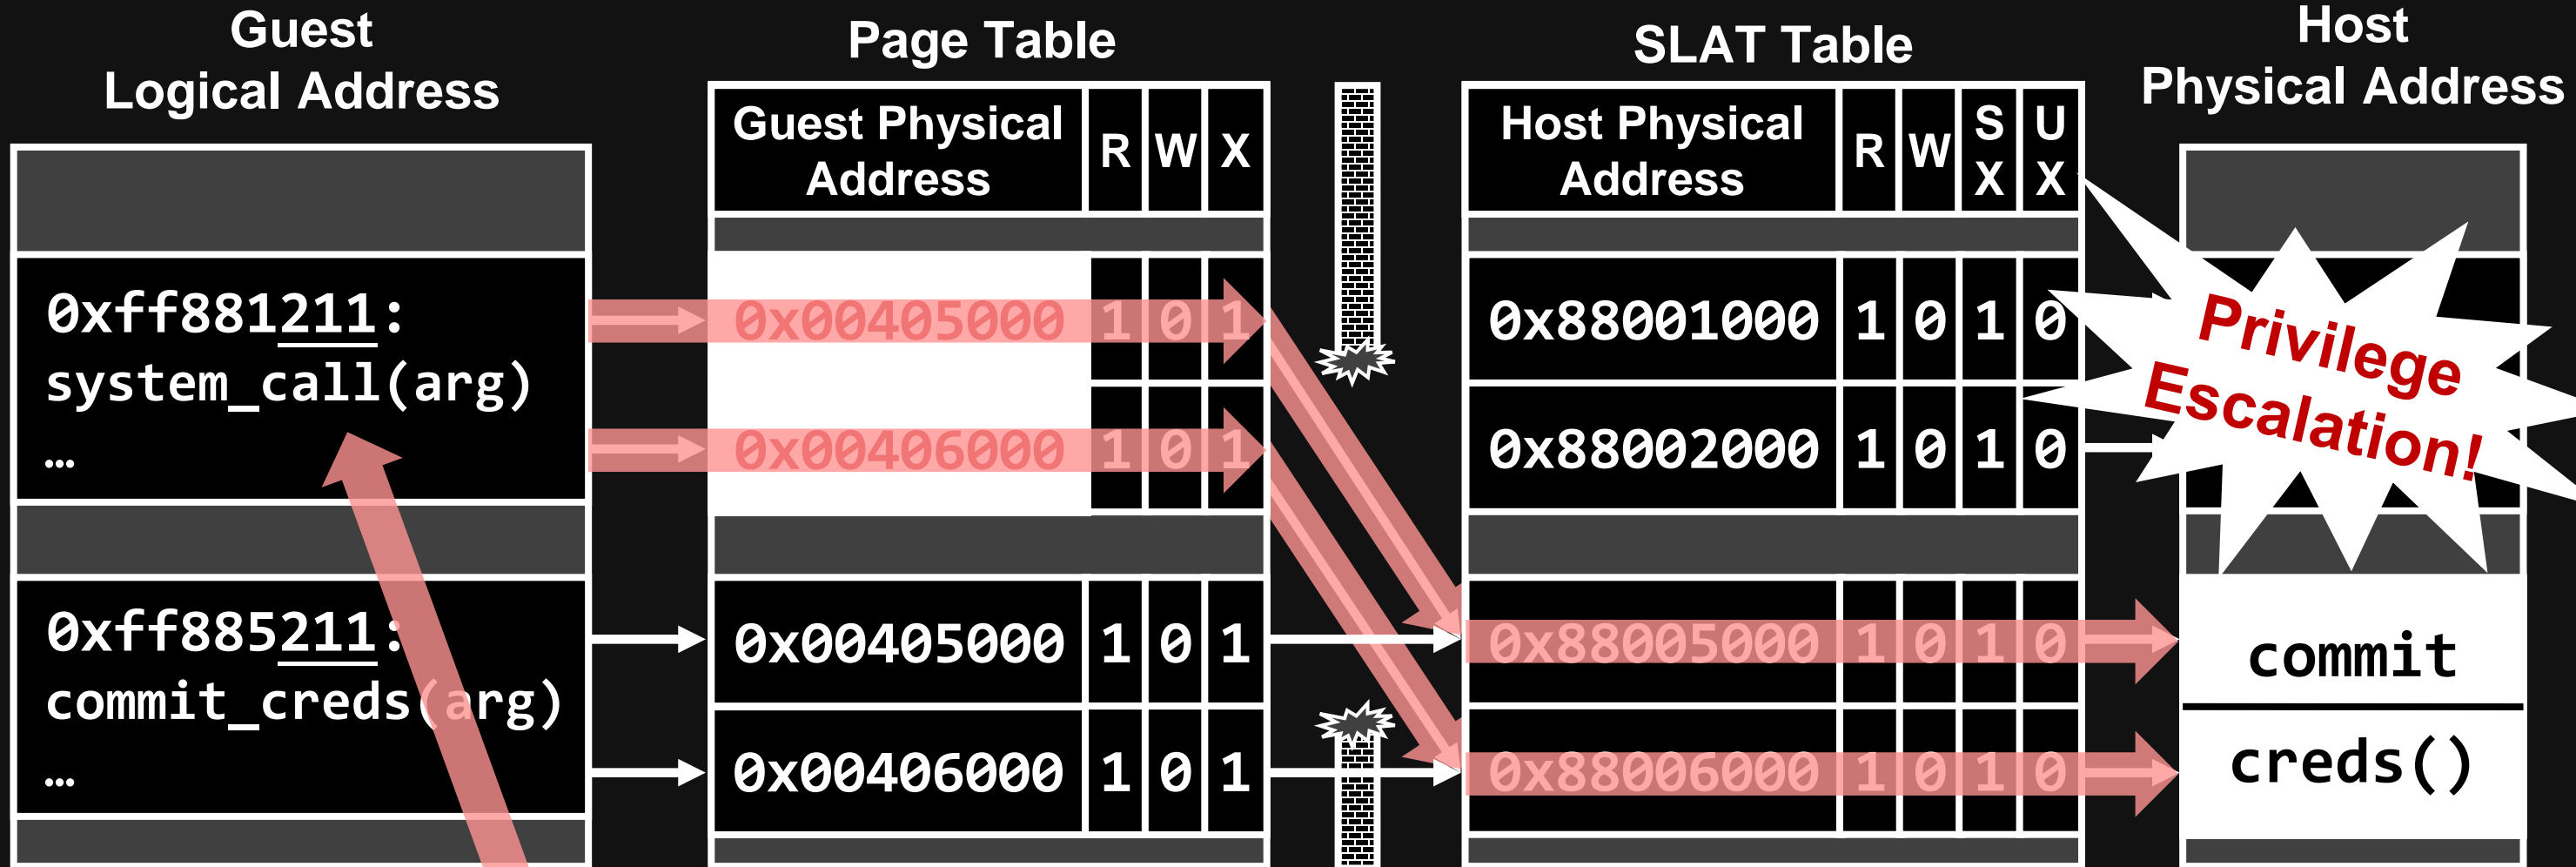 Guest
Logical Address
Page Table
SLAT Table
Host
Physical Address
Guest Physical
Address
R W X
Host Physical
Address
R W S X U X
0xff881211:
system_call(arg)
…
0x00405000 1 0 1
0x00406000 1 0 1
0x88001000 1 0 1 0
0x88002000 1 0 1 0
Privilege
Escalation!
0xff885211:
commit_creds(arg)
…
0x00405000 1 0 1
0x00406000 1 0 1
0x88005000 1 0 1 0
0x88006000 1 0 1 0
commit
creds()